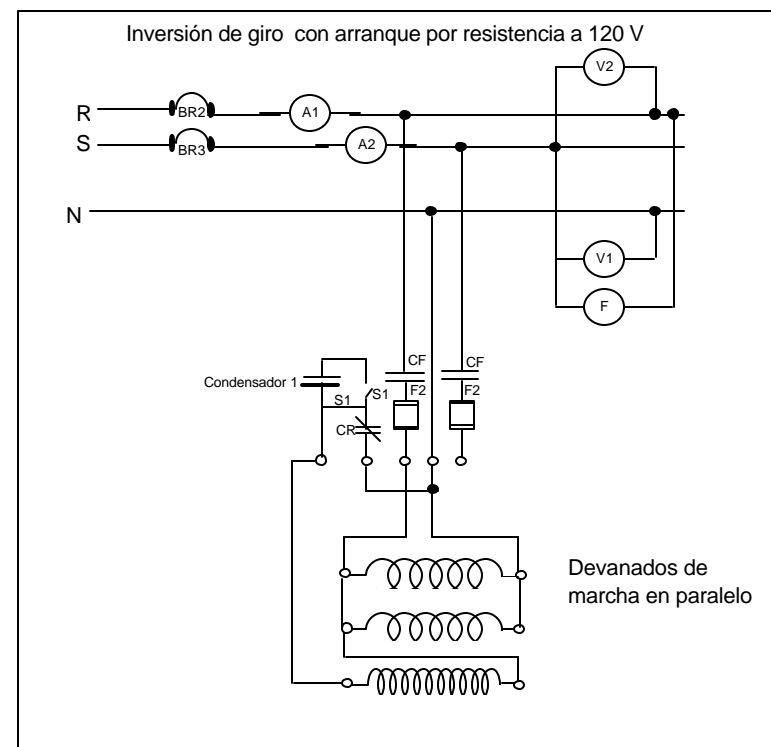 Inversión de giro con arranque por resistencia a 120 V
V2
R
BR2
A1
S
BR3
A2
N
V1
F
CF
CF
Condensador 1
S1
S1
F2
F2
CR
Devanados de
marcha en paralelo